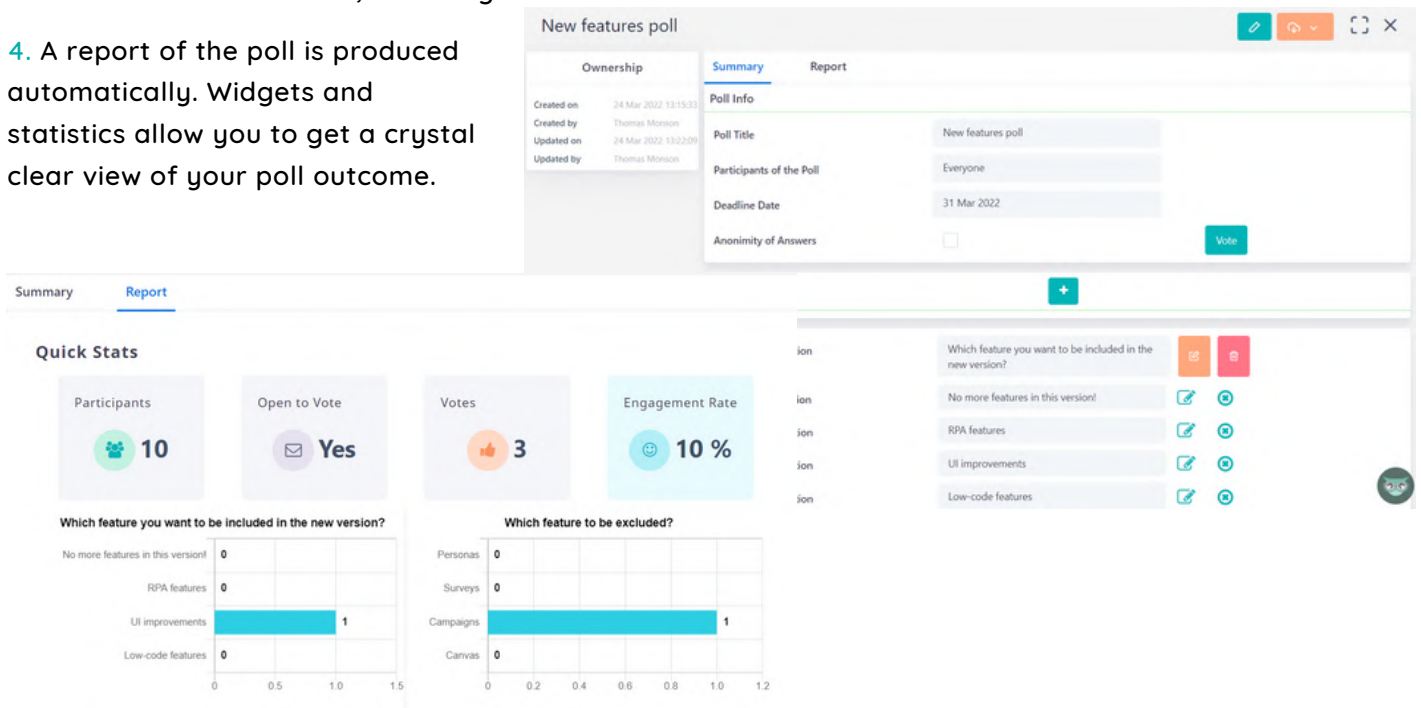 4. A report of the poll is produced
automatically. Widgets and
statistics allow you to get a crystal
clear view of your poll outcome.
New features poll
Ownership
Created on 24 Mar 2022 13:15:33
Created by Thomas Monson
Updated on 24 Mar 2022 13:22:09
Updated by Thomas Monson
Summary Report
Poll Info
Poll Title New features poll
Participants of the Poll Everyone
Deadline Date 31 Mar 2022
Anonimity of Answers
Vote
+
Which feature you want to be included in the
new version?
No more features in this version!
RPA features
UI improvements
Low-code features
Summary Report
Quick Stats
Participants
10
Open to Vote
Yes
Votes
3
Engagement Rate
10 %
Which feature you want to be included in the new version?
No more features in this version! 0
RPA features 0
UI improvements 1
Low-code features 0
0 0.5 1.0 1.5
Which feature to be excluded?
Personas 0
Surveys 0
Campaigns 1
Canvas 0
0 0.2 0.4 0.6 0.8 1.0 1.2